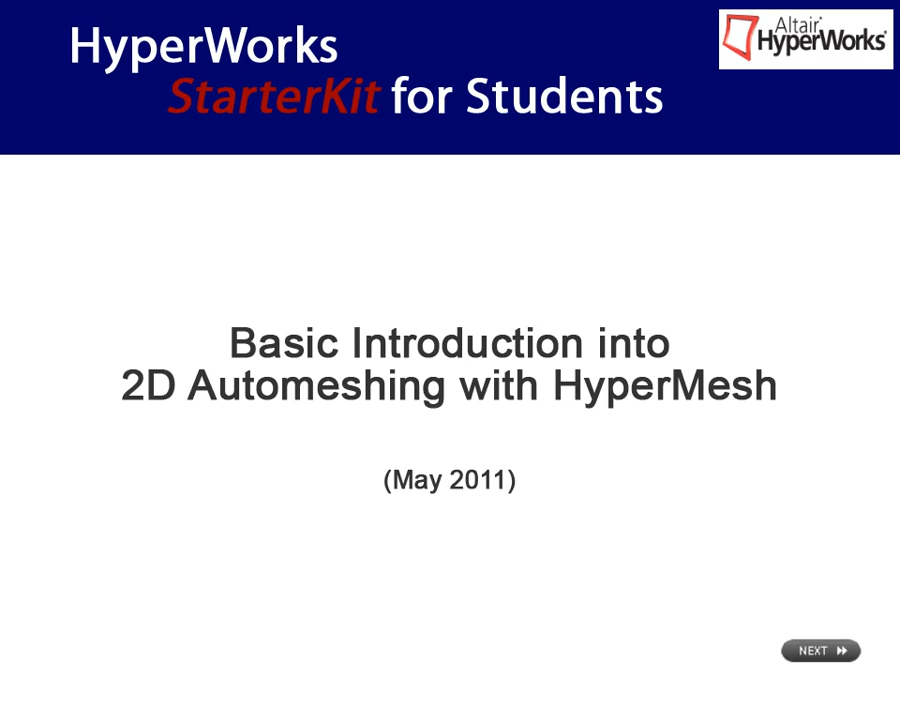 HyperWorks
StarterKit for Students
Altair®
HyperWorks®
Basic Introduction into
2D Automeshing with HyperMesh
(May 2011)
NEXT